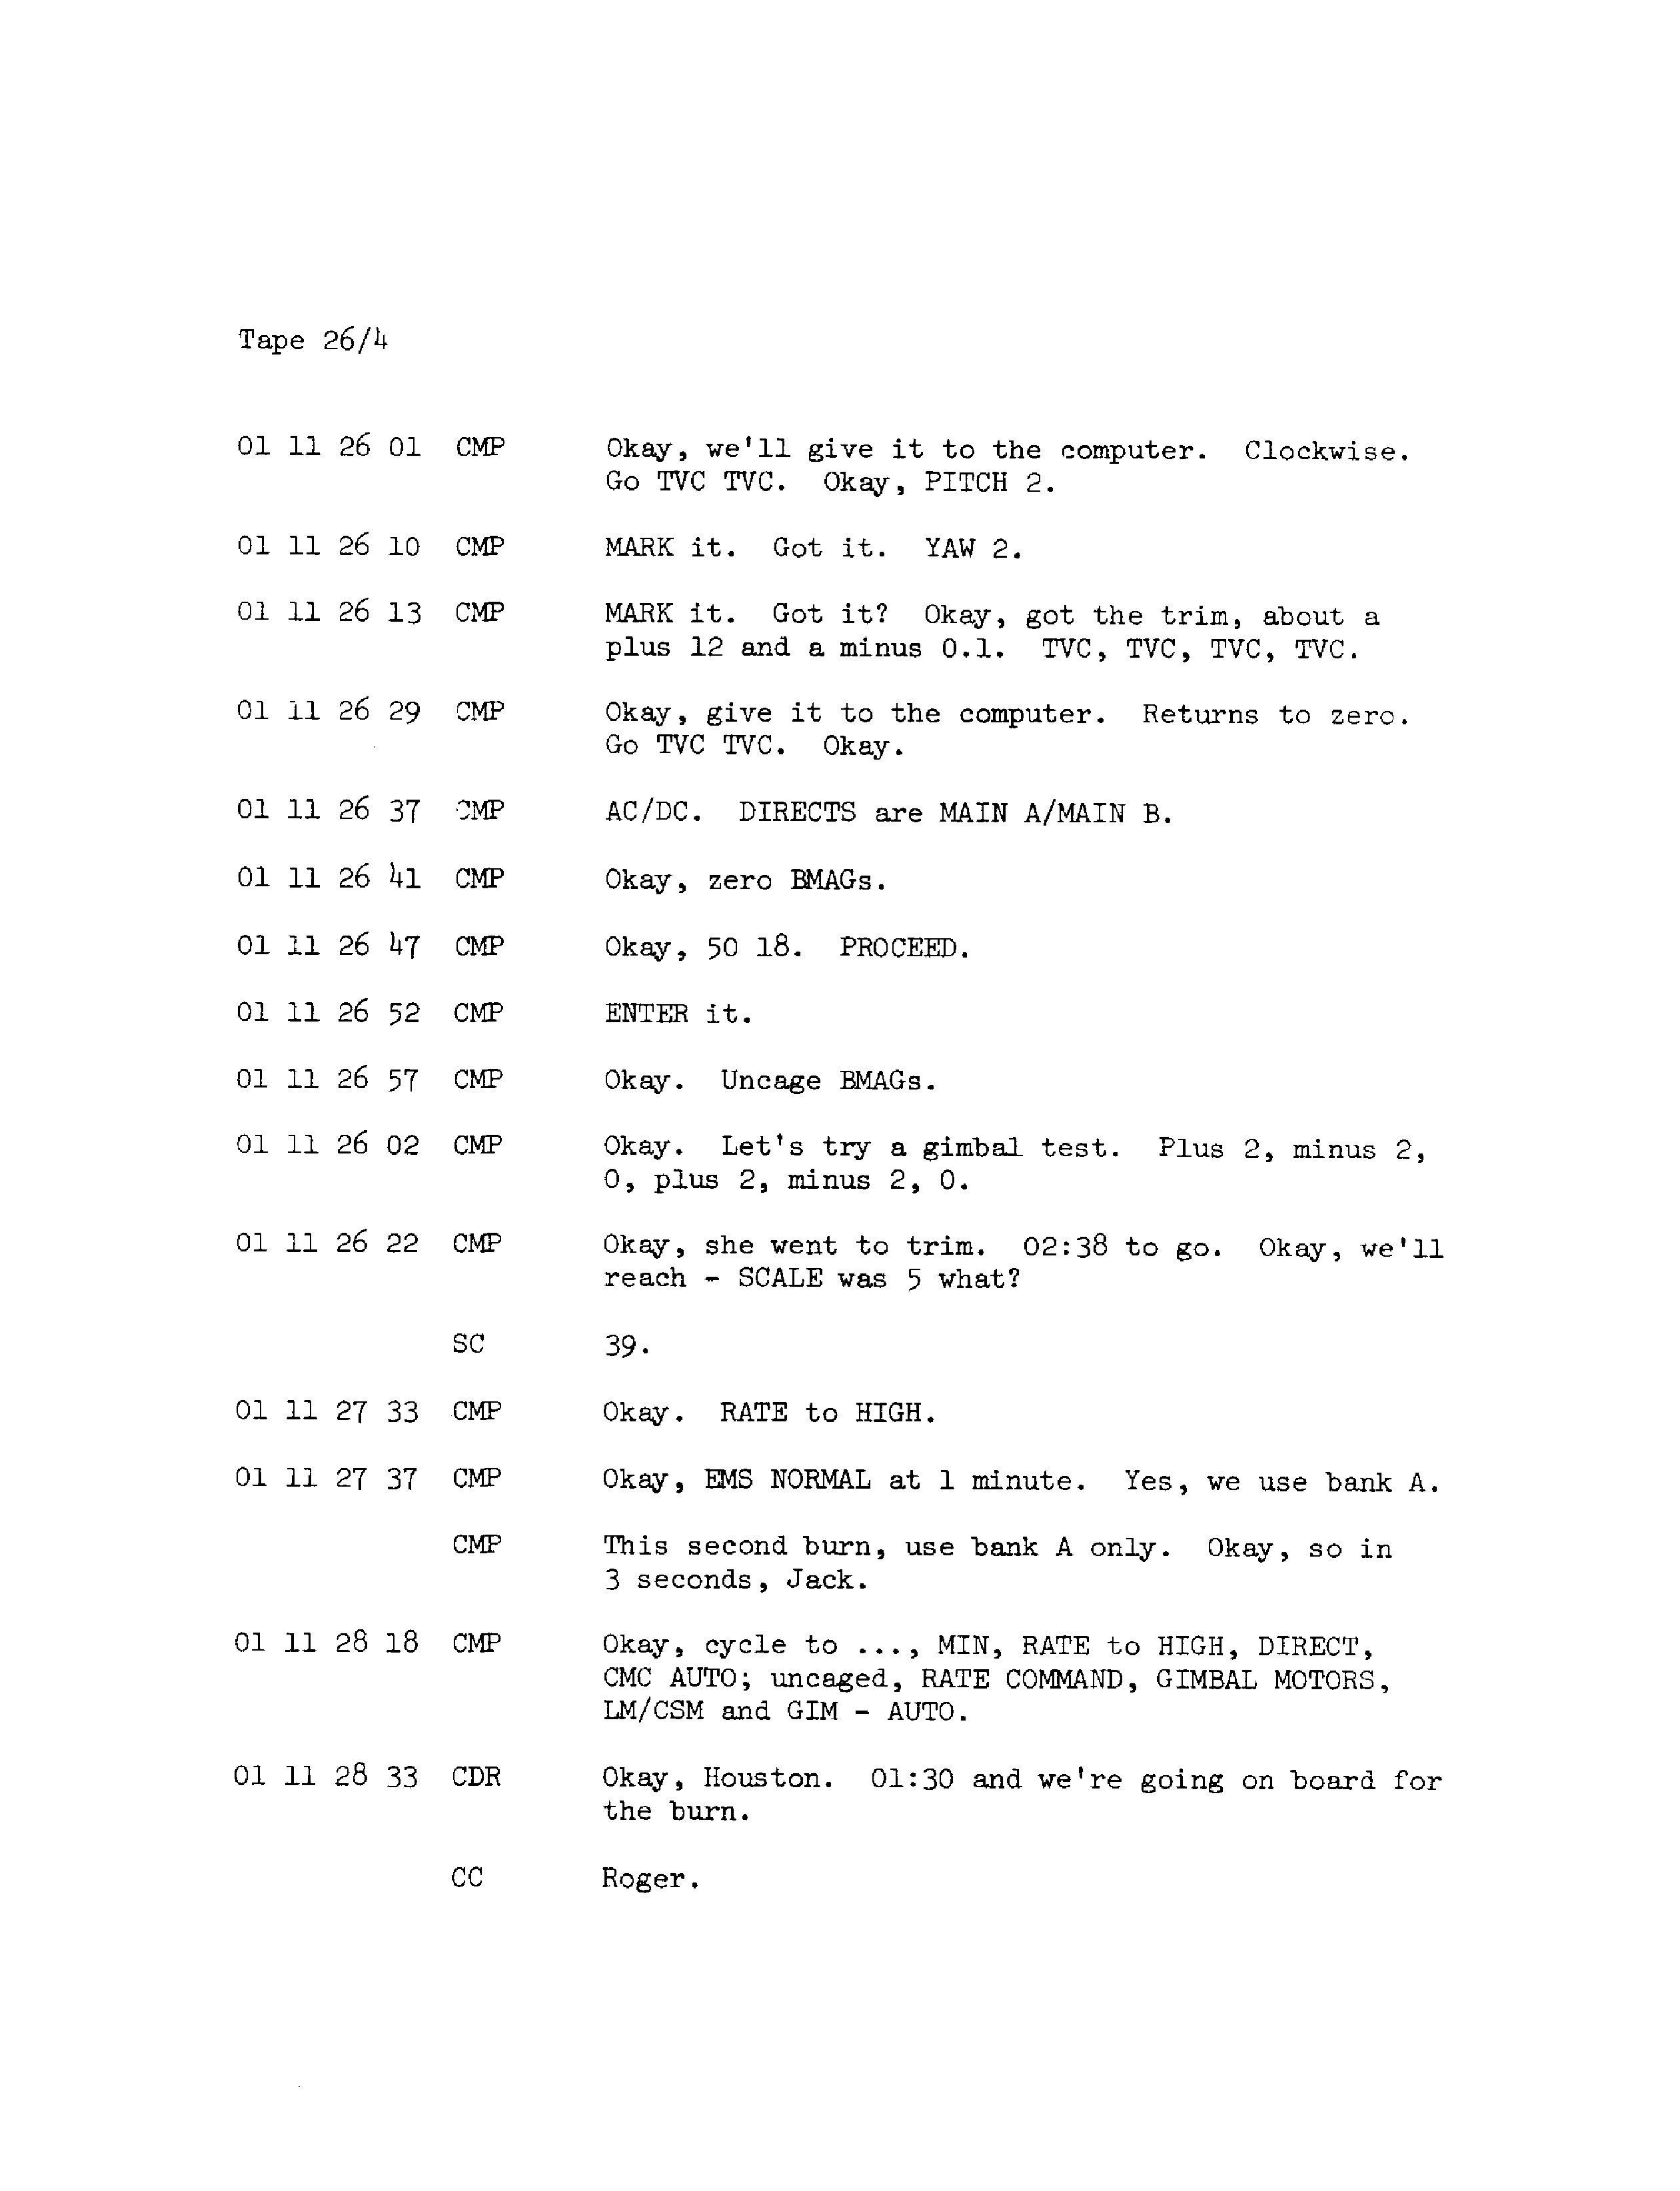 Tape 26/4
01 11 26 01 CMP Okay, we'll give it to the computer. Clockwise.
Go TVC TVC. Okay, PITCH 2.
01 11 26 10 CMP MARK it. Got it. YAW 2.
01 11 26 13 CMP MARK it. Got it? Okay, got the trim, about a
plus 12 and a minus 0.1. TVC, TVC, TVC, TVC.
01 11 26 29 CMP Okay, give it to the computer. Returns to zero.
Go TVC TVC. Okay.
01 11 26 37 CMP AC/DC. DIRECTS are MAIN A/MAIN B.
01 11 26 41 CMP Okay, zero BMAGs.
01 11 26 47 CMP Okay, 50 18. PROCEED.
01 11 26 52 CMP ENTER it.
01 11 26 57 CMP Okay. Uncage BMAGs.
01 11 26 02 CMP Okay. Let's try a gimbal test. Plus 2, minus 2,
0, plus 2, minus 2, 0.
01 11 26 22 CMP Okay, she went to trim. 02:38 to go. Okay, we'll
reach - SCALE was 5 what?
SC 39.
01 11 27 33 CMP Okay. RATE to HIGH.
01 11 27 37 CMP Okay, EMS NORMAL at 1 minute. Yes, we use bank A.
CMP This second burn, use bank A only. Okay, so in
3 seconds, Jack.
01 11 28 18 CMP Okay, cycle to ..., MIN, RATE to HIGH, DIRECT,
CMC AUTO; uncaged, RATE COMMAND, GIMBAL MOTORS,
LM/CSM and GIM - AUTO.
01 11 28 33 CDR Okay, Houston. 01:30 and we're going on board for
the burn.
CC Roger.